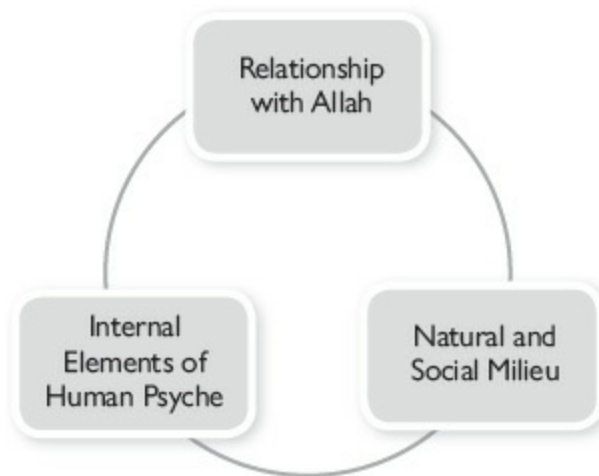 Relationship
with Allah
Internal
Elements of
Human Psyche
Natural and
Social Milieu